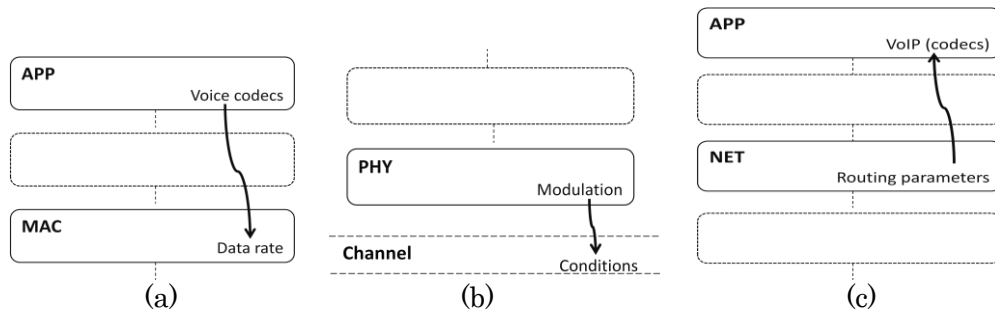 APP
Voice codecs
MAC
Data rate
(a)
PHY
Modulation
Channel
Conditions
(b)
APP
VoIP (codecs)
NET
Routing parameters
(c)